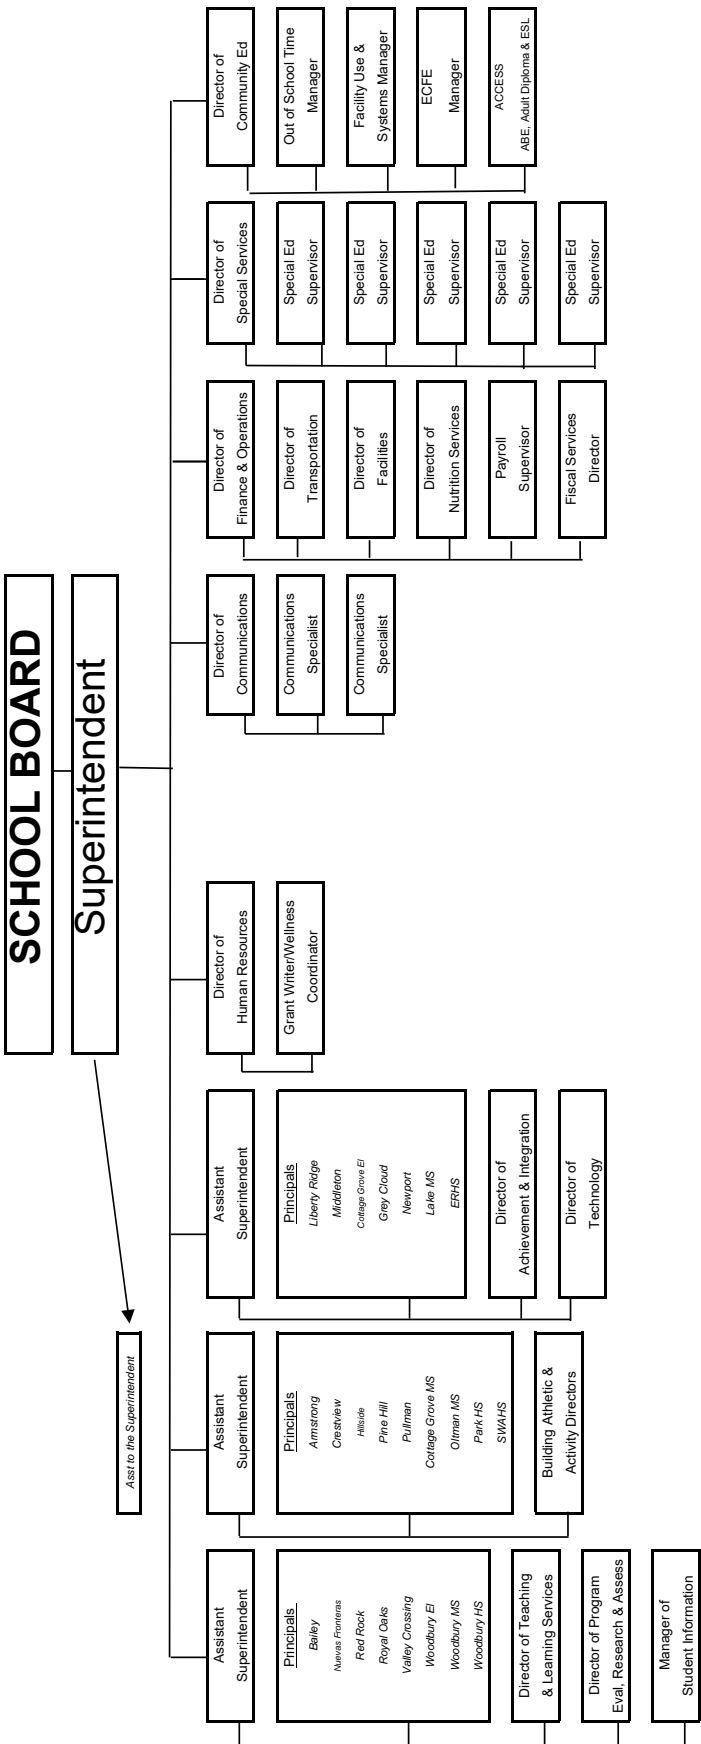 SCHOOL BOARD
Superintendent
Asst to the Superintendent
Assistant
Superintendent
Principals
Bailey
Nuevas Fronteras
Red Rock
Royal Oaks
Valley Crossing
Woodbury El
Woodbury MS
Woodbury HS
Director of Teaching
& Learning Services
Director of Program
Eval, Research & Assess
Manager of
Student Information
Assistant
Superintendent
Principals
Armstrong
Crestview
Hillside
Pine Hill
Pullman
Cottage Grove MS
Oltman MS
Park HS
SWAHS
Building Athletic &
Activity Directors
Assistant
Superintendent
Principals
Liberty Ridge
Middleton
Cottage Grove El
Grey Cloud
Newport
Lake MS
ERHS
Director of
Achievement & Integration
Director of
Technology
Director of
Human Resources
Grant Writer/Wellness
Coordinator
Director of
Communications
Communications
Specialist
Communications
Specialist
Director of
Finance & Operations
Director of
Transportation
Director of
Facilities
Director of
Nutrition Services
Payroll
Supervisor
Fiscal Services
Director
Director of
Special Services
Special Ed
Supervisor
Special Ed
Supervisor
Special Ed
Supervisor
Special Ed
Supervisor
Special Ed
Supervisor
Director of
Community Ed
Out of School Time
Manager
Facility Use &
Systems Manager
ECFE
Manager
ACCESS
ABE, Adult Diploma & ESL